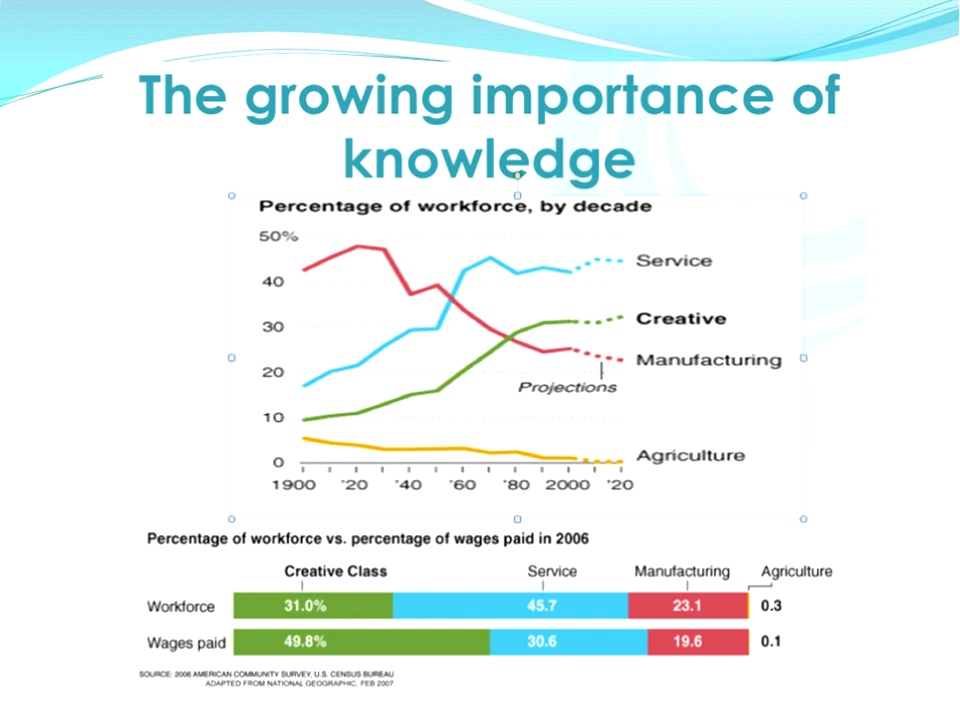 The growing importance of
knowledge
Percentage of workforce, by decade
50%
40
30
20
10
0
Service
Creative
Manufacturing
Projections
Agriculture
1900 '20 '40 '60 '80 2000 '20
Percentage of workforce vs. percentage of wages paid in 2006
Creative Class Service Manufacturing Agriculture
Workforce 31.0% 45.7 23.1 0.3
Wages paid 49.8% 30.6 19.6 0.1
SOURCE: 2006 AMERICAN COMMUNITY SURVEY, U.S. CENSUS BUREAU
ADAPTED FROM NATIONAL GEOGRAPHIC, FEB 2007